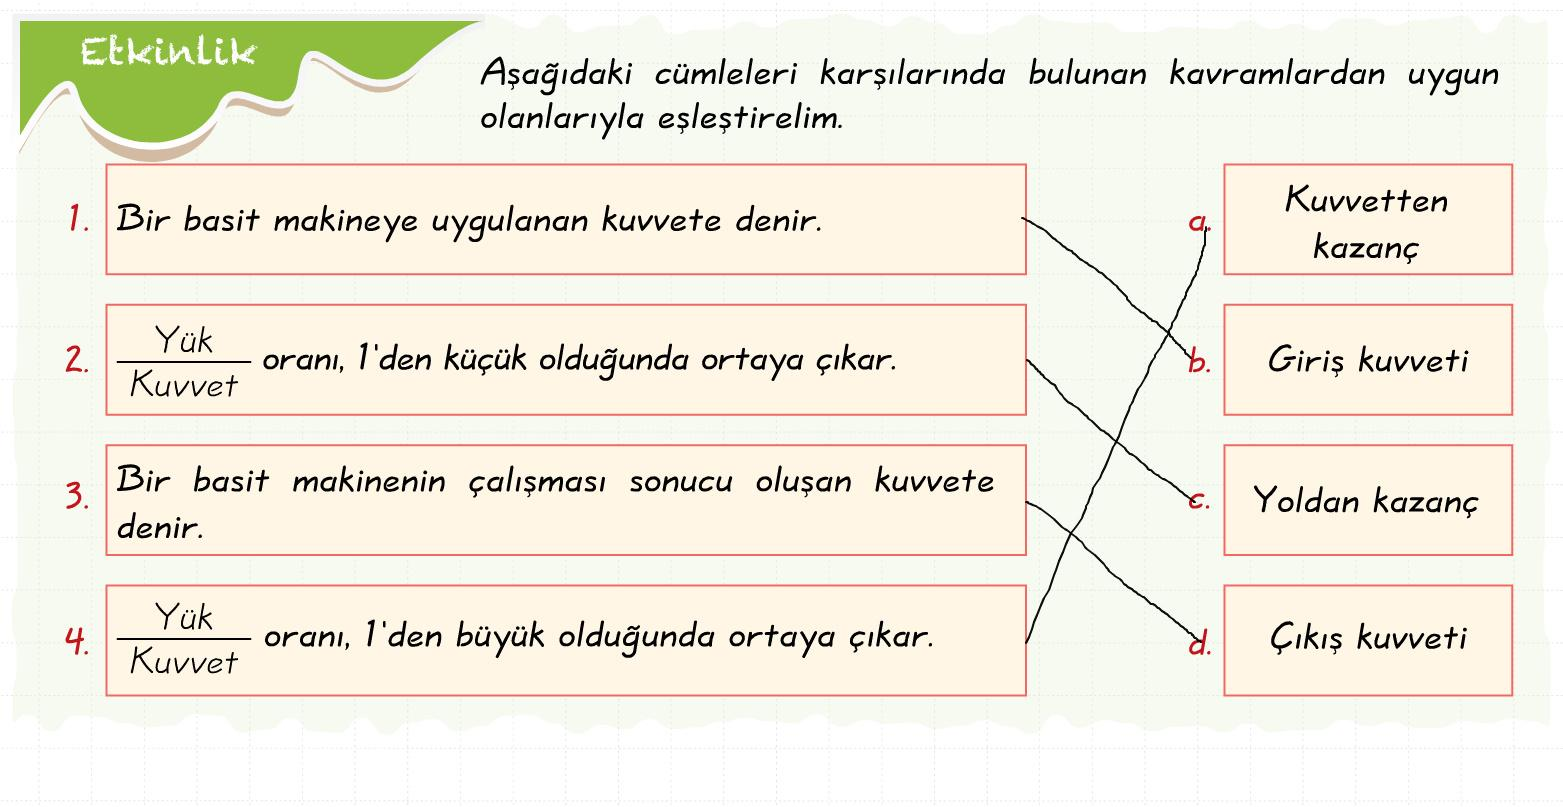 Etkinlik
Aşağıdaki cümleleri karşılarında bulunan kavramlardan uygun
olanlarıyla eşleştirelim.
1. Bir basit makineye uygulanan kuvvete denir.
a. Kuvvetten
kazanç
2. Yük
Kuvvet oranı, 1'den küçük olduğunda ortaya çıkar.
b. Giriş kuvveti
3. Bir basit makinenin çalışması sonucu oluşan kuvvete
denir.
c. Yoldan kazanç
4. Yük
Kuvvet oranı, 1'den büyük olduğunda ortaya çıkar.
d. Çıkış kuvveti